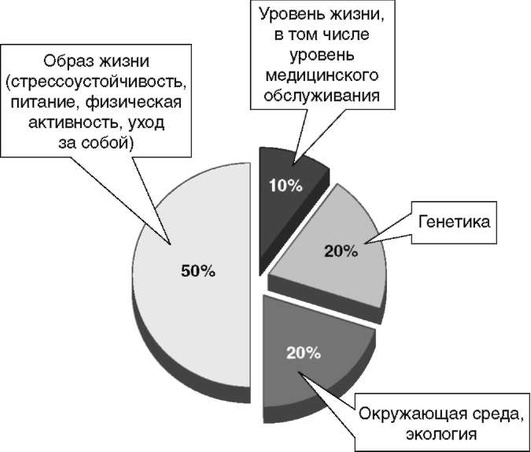 Образ жизни
(стрессоустойчивость,
питание, физическая
активность, уход
за собой)
Уровень жизни,
в том числе
уровень
медицинского
обслуживания
10%
Генетика
20%
50%
20%
Окружающая среда,
экология